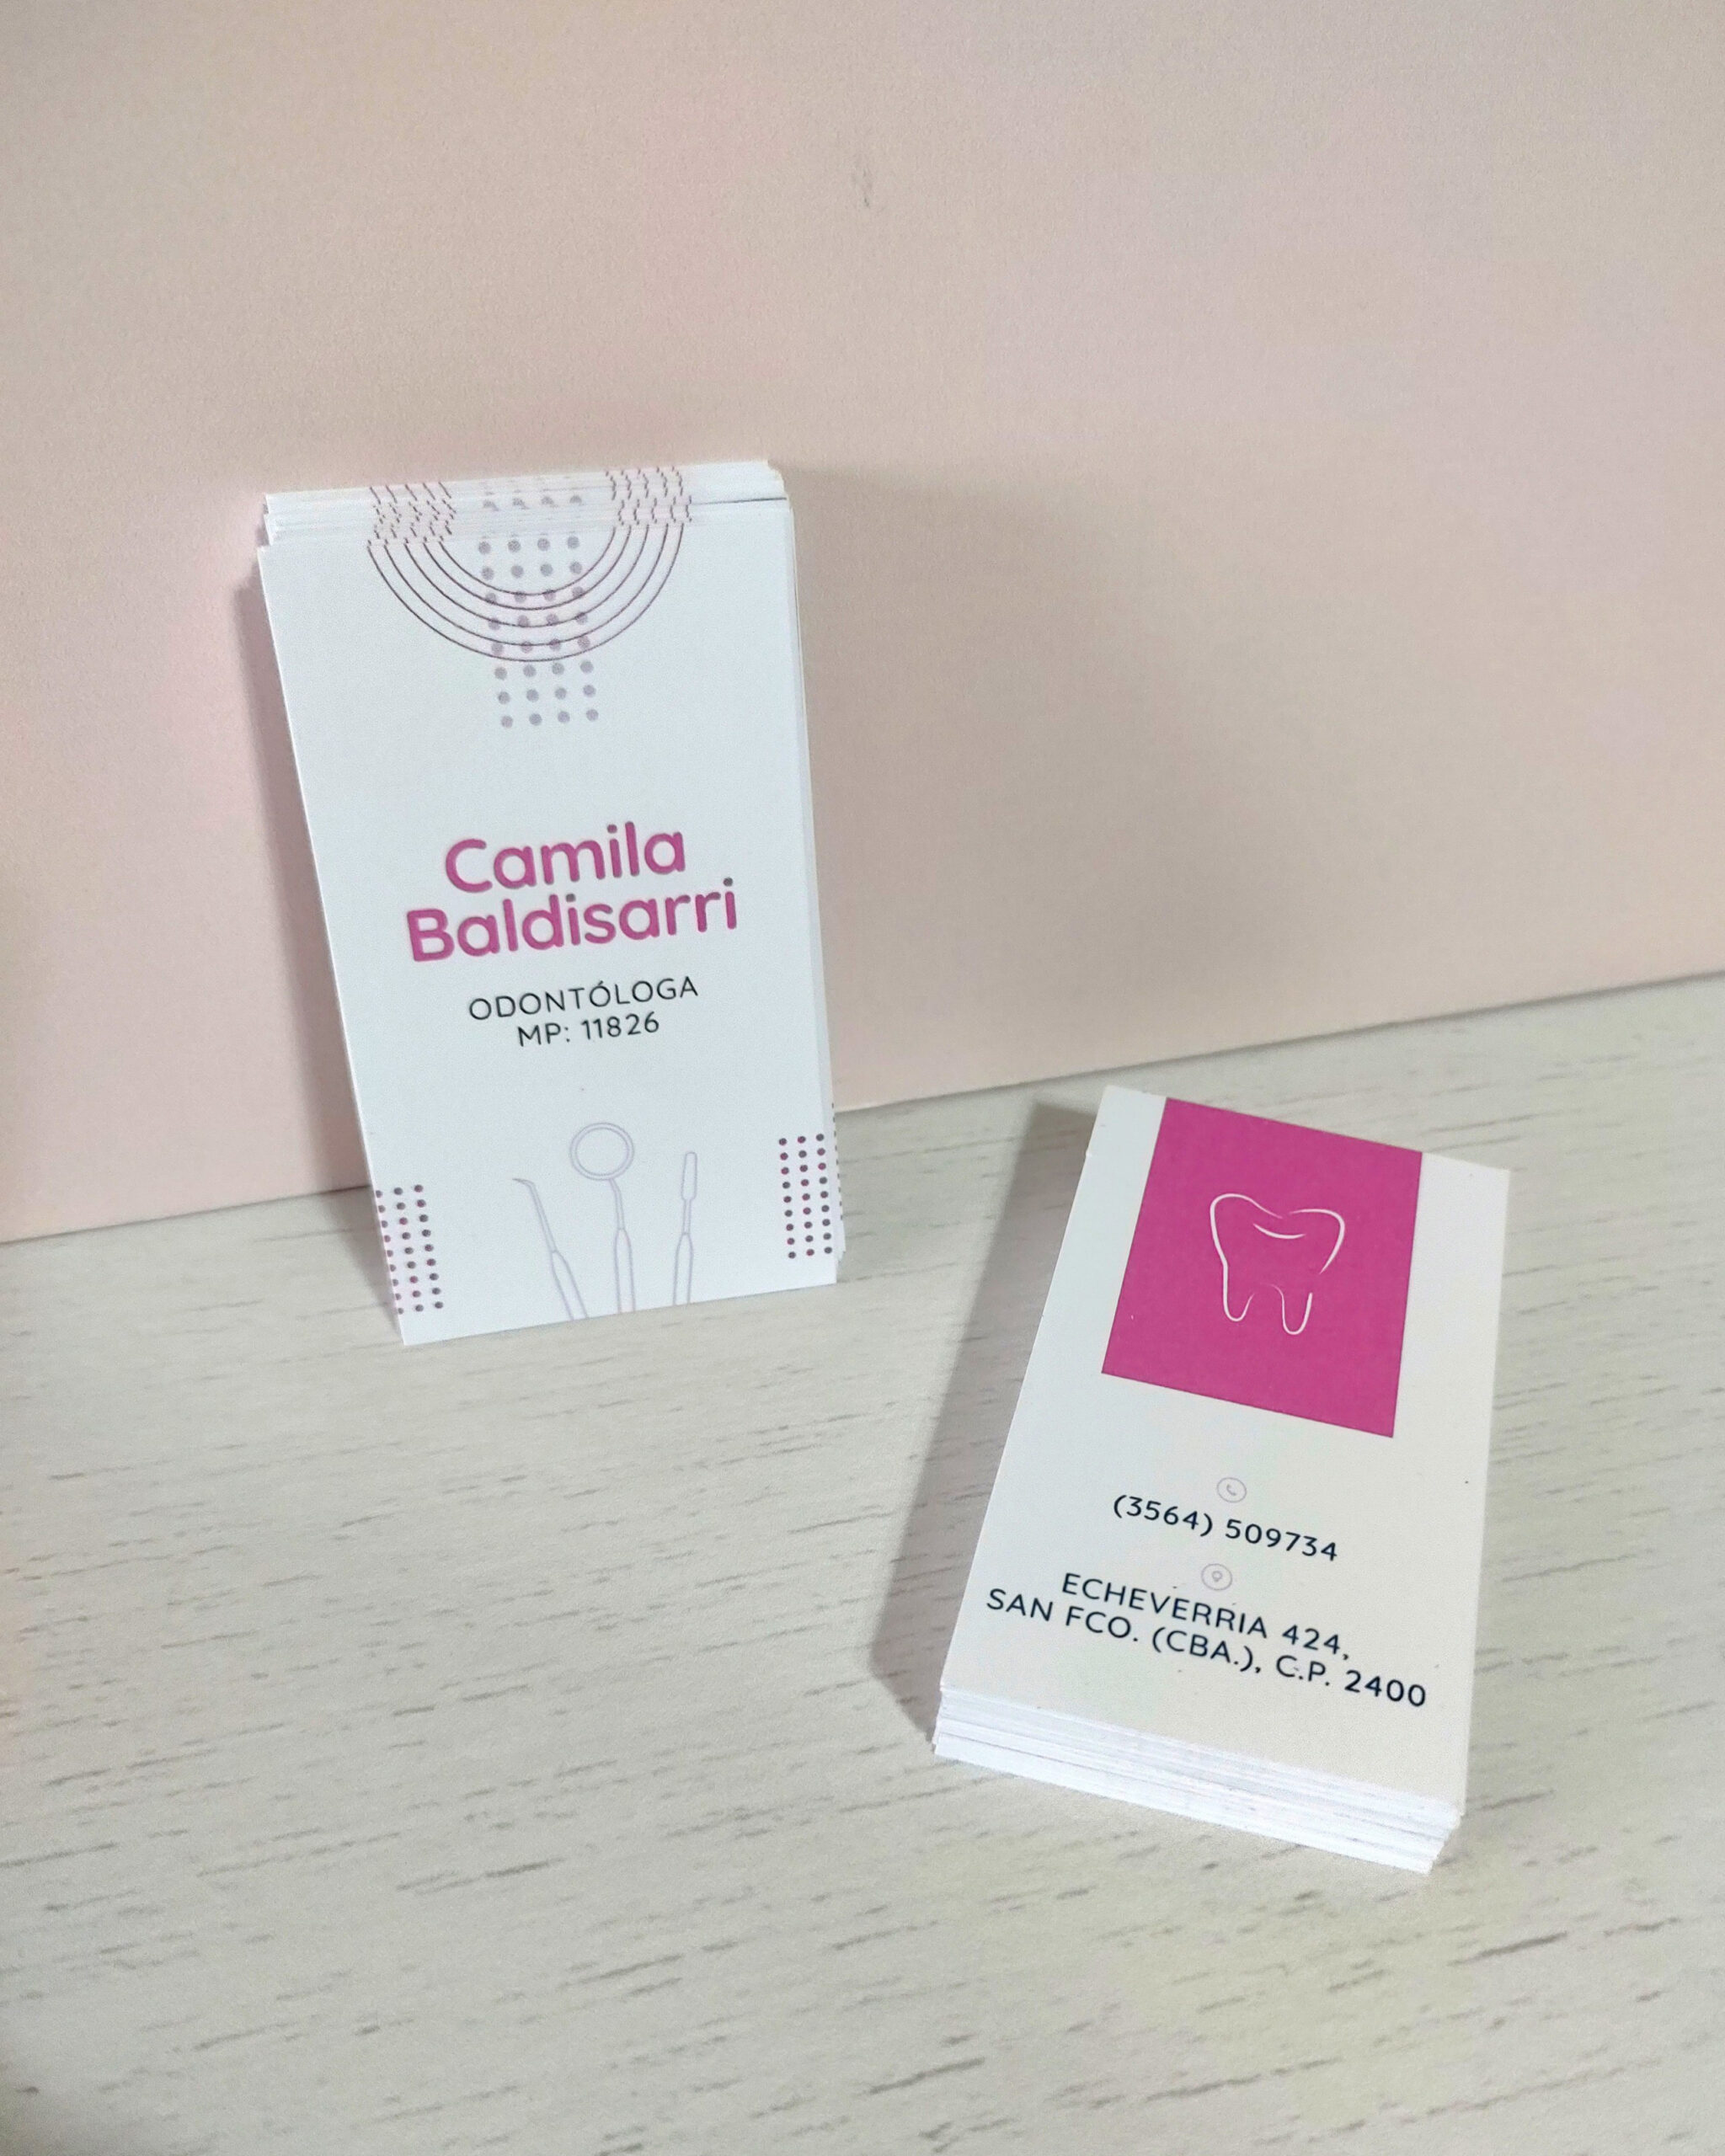 Camila
Baldisarri
ODONTÓLOGA
MP: 11826
(3564) 509734
ECHEVERRIA 424,
SAN FCO. (CBA.), C.P. 2400